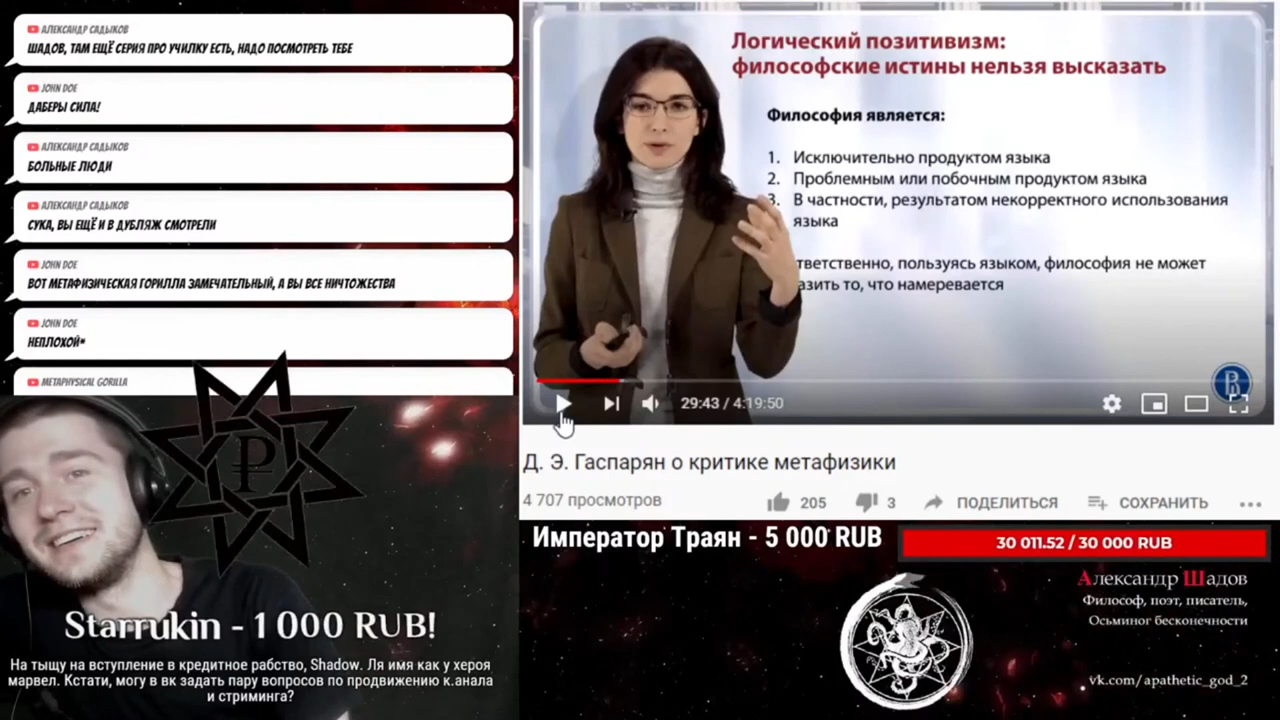 АЛЕКСАНДР САДЫКОВ
ШАДОВ, ТАМ ЕЩЁ СЕРИЯ ПРО УЧИЛКУ ЕСТЬ, НАДО ПОСМОТРЕТЬ ТЕБЕ
JOHN DOE
ДАБЕРЫ СИЛА!
АЛЕКСАНДР САДЫКОВ
БОЛЬНЫЕ ЛЮДИ
АЛЕКСАНДР САДЫКОВ
СУКА, ВЫ ЕЩЁ И В ДУБЛЯЖ СМОТРЕЛИ
JOHN DOE
ВОТ МЕТАФИЗИЧЕСКАЯ ГОРИЛЛА ЗАМЕЧАТЕЛЬНЫЙ, А ВЫ ВСЕ НИЧТОЖЕСТВА
JOHN DOE
НЕПЛОХОЙ*
METAPHYSICAL GORILLA
Starrukin - 1 000 RUB!
На тыщу на вступление в кредитное рабство, Shadow. Ля имя как у хероя
марвел. Кстати, могу в вк задать пару вопросов по продвижению к.анала
и стриминга?
Логический позитивизм:
философские истины нельзя высказать
Философия является:
1. Исключительно продуктом языка
2. Проблемным или побочным продуктом языка
3. В частности, результатом некорректного использования
языка
тветственно, пользуясь языком, философия не может
азить то, что намеревается
29:43 / 4:19:50
Д. Э. Гаспарян о критике метафизики
4 707 просмотров
205
3
ПОДЕЛИТЬСЯ
СОХРАНИТЬ
Император Траян - 5 000 RUB
30 011.52 / 30 000 RUB
Александр Шадов
Философ, поэт, писатель,
Осьминог бесконечности
vk.com/apathetic_god_2